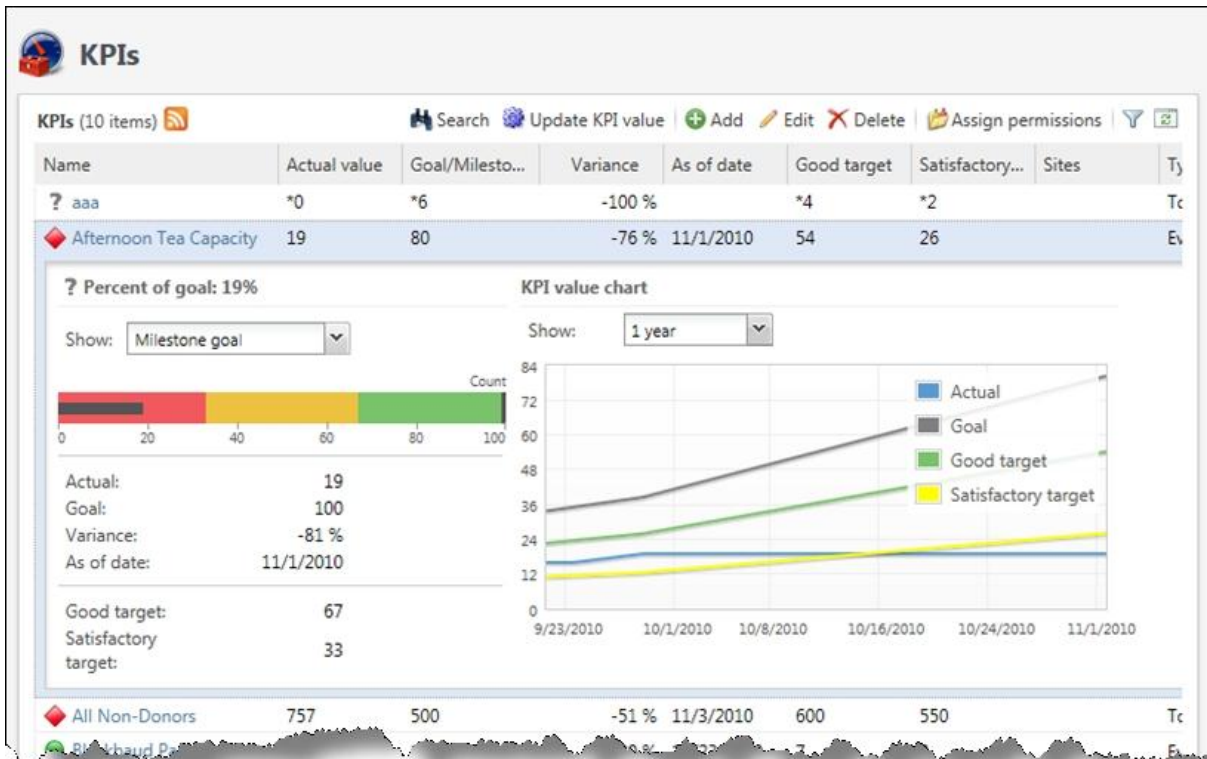 KPIs
KPIs (10 items) Search Update KPI value Add Edit Delete Assign permissions
Name Actual value Goal/Milesto... Variance As of date Good target Satisfactory... Sites Ty
? aaa *0 *6 -100 % *4 *2 To
Afternoon Tea Capacity 19 80 -76 % 11/1/2010 54 26 Ev
? Percent of goal: 19% KPI value chart
Show: Milestone goal Show: 1 year
Count
0 20 40 60 80 100
84
72
60
48
36
24
12
0
Actual
Goal
Good target
Satisfactory target
9/23/2010 10/1/2010 10/8/2010 10/16/2010 10/24/2010 11/1/2010
Actual: 19
Goal: 100
Variance: -81 %
As of date: 11/1/2010
Good target: 67
Satisfactory
target: 33
All Non-Donors 757 500 -51 % 11/3/2010 600 550 To